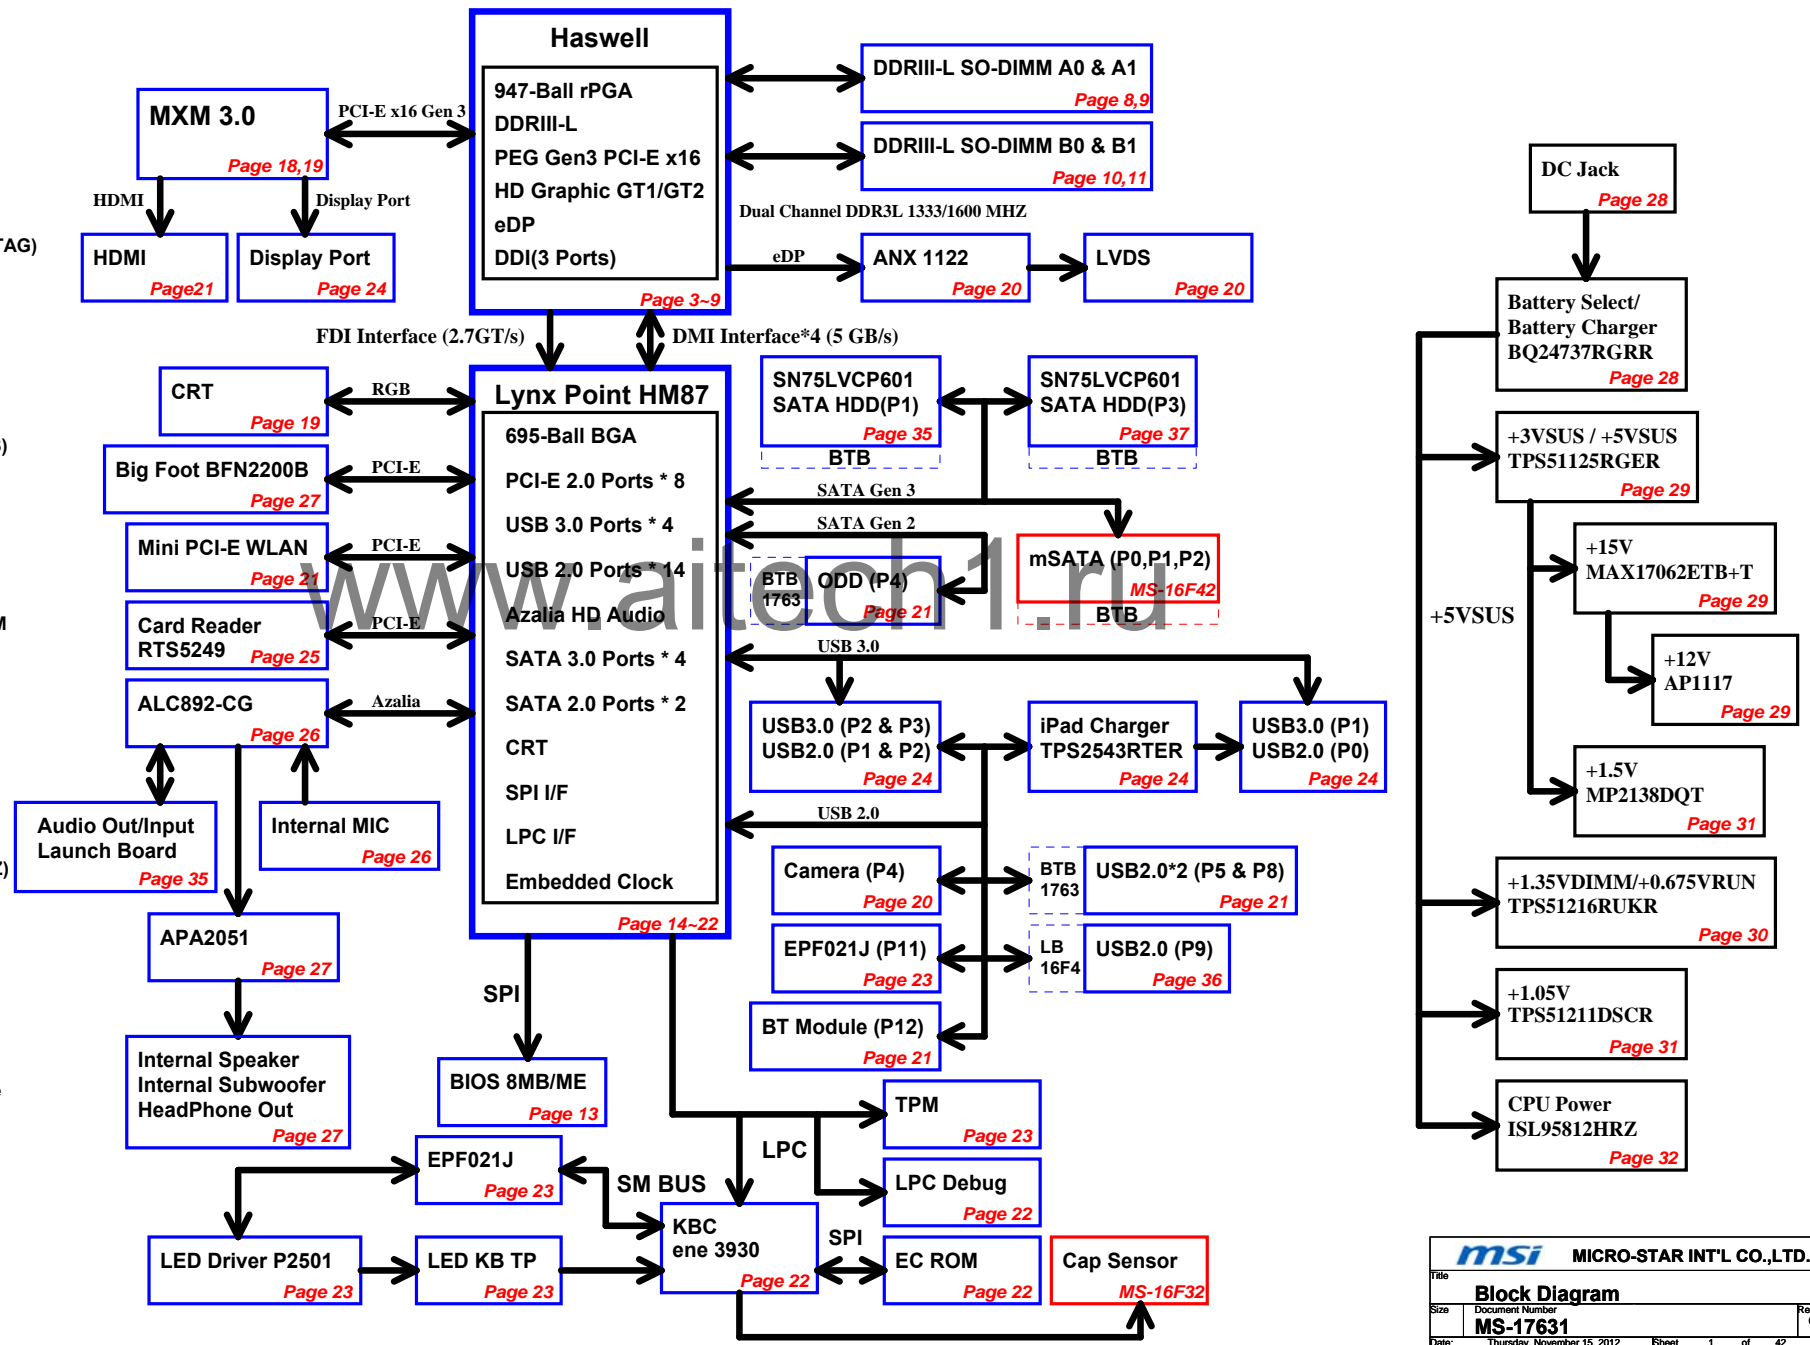 Haswell
947-Ball rPGA
DDRIII-L
PEG Gen3 PCI-E x16
HD Graphic GT1/GT2
eDP
DDI(3 Ports)
Page 3~9
MXM 3.0
Page 18,19
PCI-E x16 Gen 3
HDMI
Display Port
HDMI
Page21
Display Port
Page 24
TAG)
DDRIII-L SO-DIMM A0 & A1
Page 8,9
DDRIII-L SO-DIMM B0 & B1
Page 10,11
Dual Channel DDR3L 1333/1600 MHZ
eDP
ANX 1122
Page 20
LVDS
Page 20
FDI Interface (2.7GT/s)
DMI Interface*4 (5 GB/s)
Lynx Point HM87
695-Ball BGA
PCI-E 2.0 Ports * 8
USB 3.0 Ports * 4
USB 2.0 Ports * 14
Azalia HD Audio
SATA 3.0 Ports * 4
SATA 2.0 Ports * 2
CRT
SPI I/F
LPC I/F
Embedded Clock
Page 14~22
CRT
Page 19
RGB
Big Foot BFN2200B
Page 27
PCI-E
Mini PCI-E WLAN
Page 21
PCI-E
Card Reader
RTS5249
Page 25
PCI-E
ALC892-CG
Page 26
Azalia
Audio Out/Input
Launch Board
Page 35
Internal MIC
Page 26
APA2051
Page 27
Internal Speaker
Internal Subwoofer
HeadPhone Out
Page 27
SN75LVCP601
SATA HDD(P1)
Page 35
BTB
SN75LVCP601
SATA HDD(P3)
Page 37
BTB
SATA Gen 3
SATA Gen 2
BTB
1763
ODD (P4)
Page 21
mSATA (P0,P1,P2)
MS-16F42
BTB
www.aitech1.ru
USB 3.0
USB3.0 (P2 & P3)
USB2.0 (P1 & P2)
Page 24
iPad Charger
TPS2543RTER
Page 24
USB3.0 (P1)
USB2.0 (P0)
Page 24
USB 2.0
Camera (P4)
Page 20
BTB
1763
USB2.0*2 (P5 & P8)
Page 21
EPF021J (P11)
Page 23
LB
16F4
USB2.0 (P9)
Page 36
BT Module (P12)
Page 21
SPI
BIOS 8MB/ME
Page 13
TPM
Page 23
LPC
LPC Debug
Page 22
EPF021J
Page 23
SM BUS
KBC
ene 3930
Page 22
SPI
EC ROM
Page 22
Cap Sensor
MS-16F32
LED Driver P2501
Page 23
LED KB TP
Page 23
DC Jack
Page 28
Battery Select/
Battery Charger
BQ24737RGRR
Page 28
+3VSUS / +5VSUS
TPS51125RGER
Page 29
+5VSUS
+15V
MAX17062ETB+T
Page 29
+12V
AP1117
Page 29
+1.5V
MP2138DQT
Page 31
+1.35VDIMM/+0.675VRUN
TPS51216RUKR
Page 30
+1.05V
TPS51211DSCR
Page 31
CPU Power
ISL95812HRZ
Page 32
msi MICRO-STAR INT'L CO.,LTD.
Title
Block Diagram
Size Document Number
MS-17631
Date: Thursday, November 15, 2012 Sheet 1 of 42